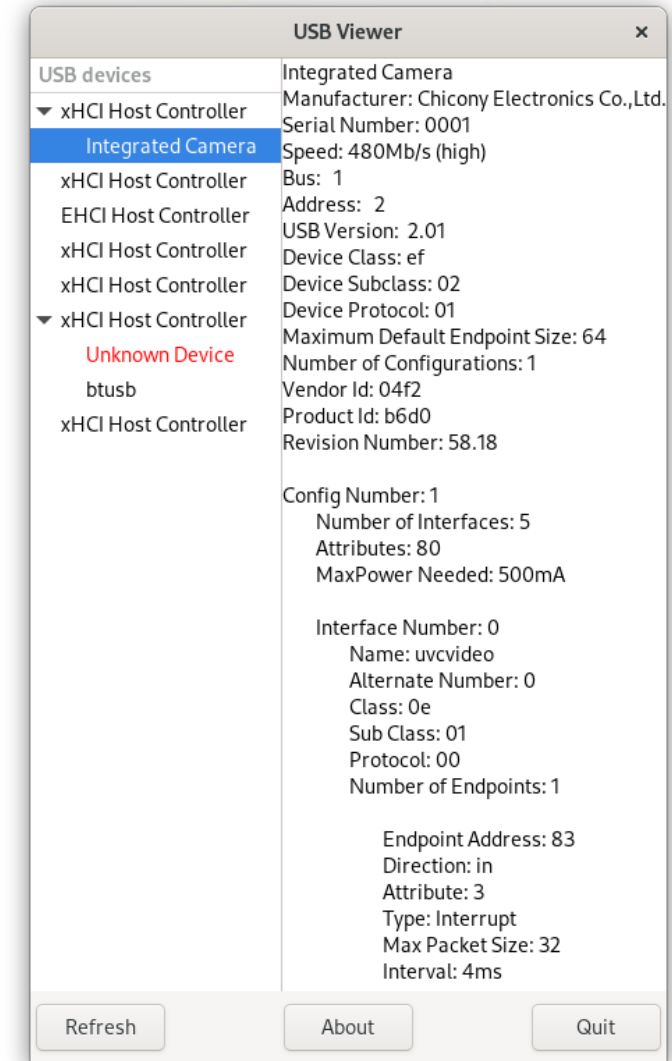 USB Viewer
×
USB devices
xHCI Host Controller
Integrated Camera
xHCI Host Controller
EHCI Host Controller
xHCI Host Controller
xHCI Host Controller
xHCI Host Controller
Unknown Device
btusb
xHCI Host Controller
Integrated Camera
Manufacturer: Chicony Electronics Co.,Ltd.
Serial Number: 0001
Speed: 480Mb/s (high)
Bus: 1
Address: 2
USB Version: 2.01
Device Class: ef
Device Subclass: 02
Device Protocol: 01
Maximum Default Endpoint Size: 64
Number of Configurations: 1
Vendor Id: 04f2
Product Id: b6d0
Revision Number: 58.18
Config Number: 1
Number of Interfaces: 5
Attributes: 80
MaxPower Needed: 500mA
Interface Number: 0
Name: uvcvideo
Alternate Number: 0
Class: 0e
Sub Class: 01
Protocol: 00
Number of Endpoints: 1
Endpoint Address: 83
Direction: in
Attribute: 3
Type: Interrupt
Max Packet Size: 32
Interval: 4ms
Refresh
About
Quit